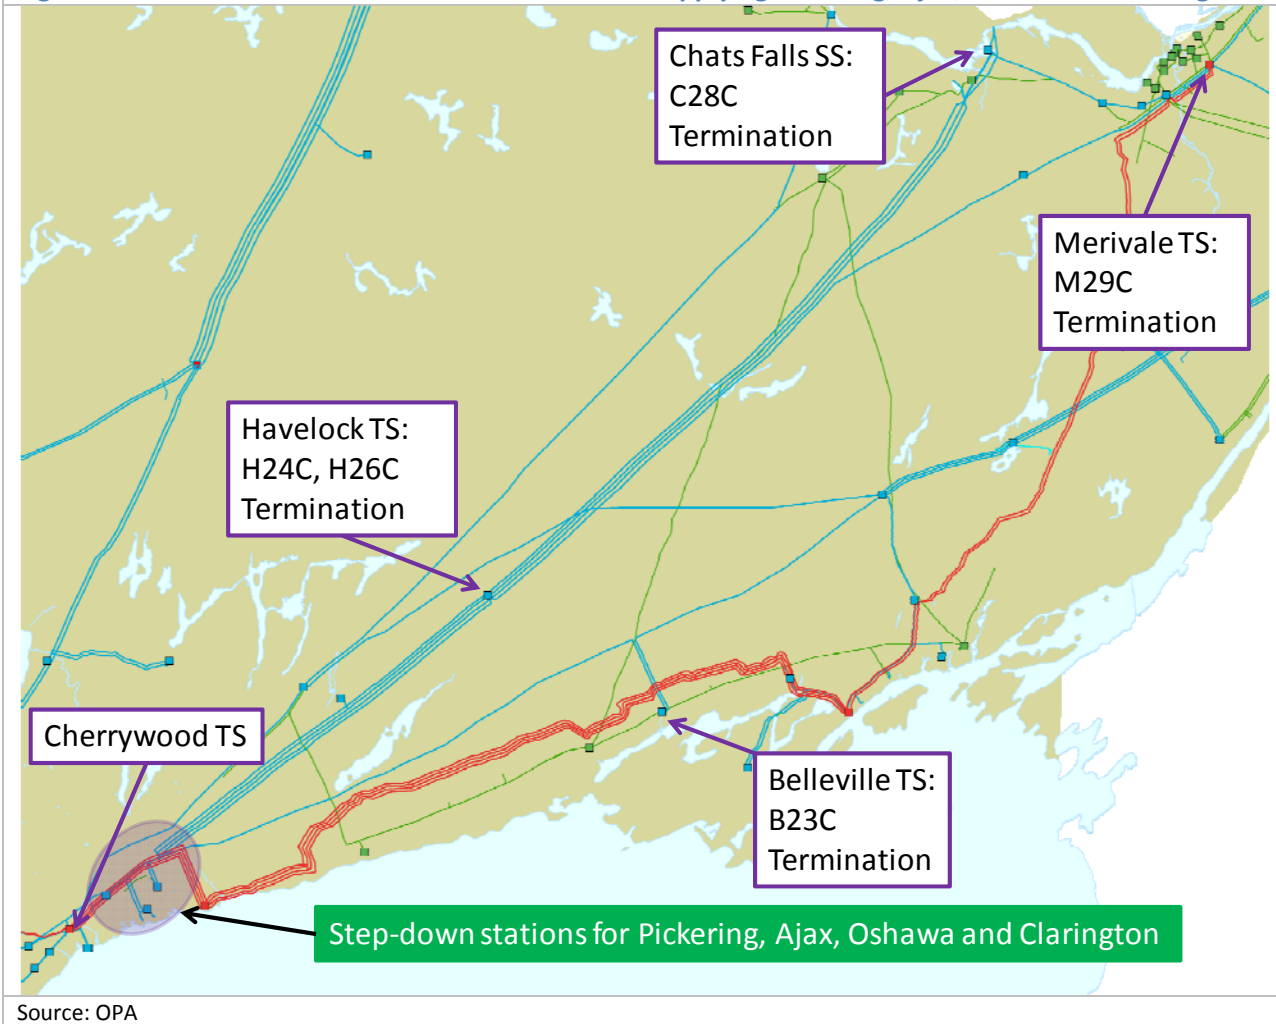 Chats Falls SS:
C28C
Termination
Merivale TS:
M29C
Termination
Havelock TS:
H24C, H26C
Termination
Cherrywood TS
Belleville TS:
B23C
Termination
Step-down stations for Pickering, Ajax, Oshawa and Clarington
Source: OPA